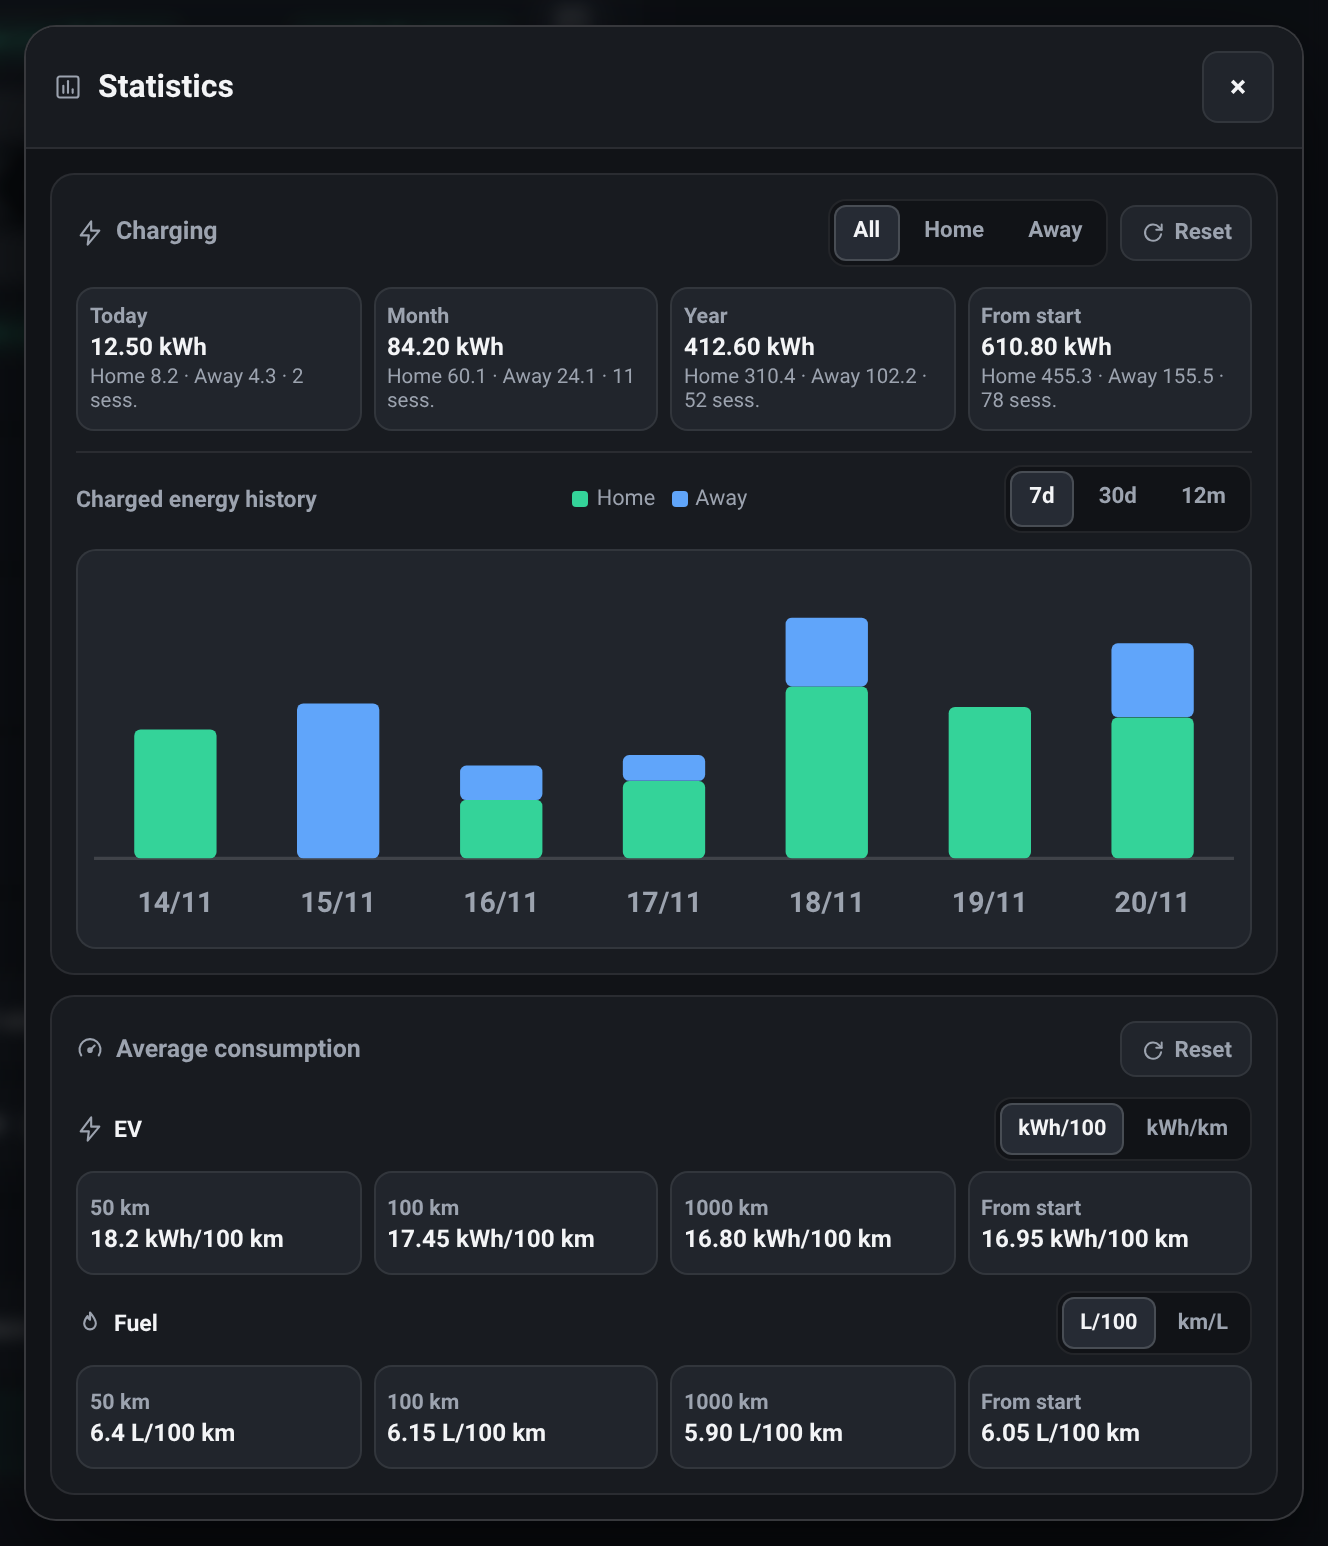 Statistics
×
Charging
All Home Away Reset
Today
12.50 kWh
Home 8.2 · Away 4.3 · 2
sess.
Month
84.20 kWh
Home 60.1 · Away 24.1 · 11
sess.
Year
412.60 kWh
Home 310.4 · Away 102.2 ·
52 sess.
From start
610.80 kWh
Home 455.3 · Away 155.5 ·
78 sess.
Charged energy history
Home Away
7d 30d 12m
14/11 15/11 16/11 17/11 18/11 19/11 20/11
Average consumption
Reset
EV
kWh/100 kWh/km
50 km
18.2 kWh/100 km
100 km
17.45 kWh/100 km
1000 km
16.80 kWh/100 km
From start
16.95 kWh/100 km
Fuel
L/100 km/L
50 km
6.4 L/100 km
100 km
6.15 L/100 km
1000 km
5.90 L/100 km
From start
6.05 L/100 km